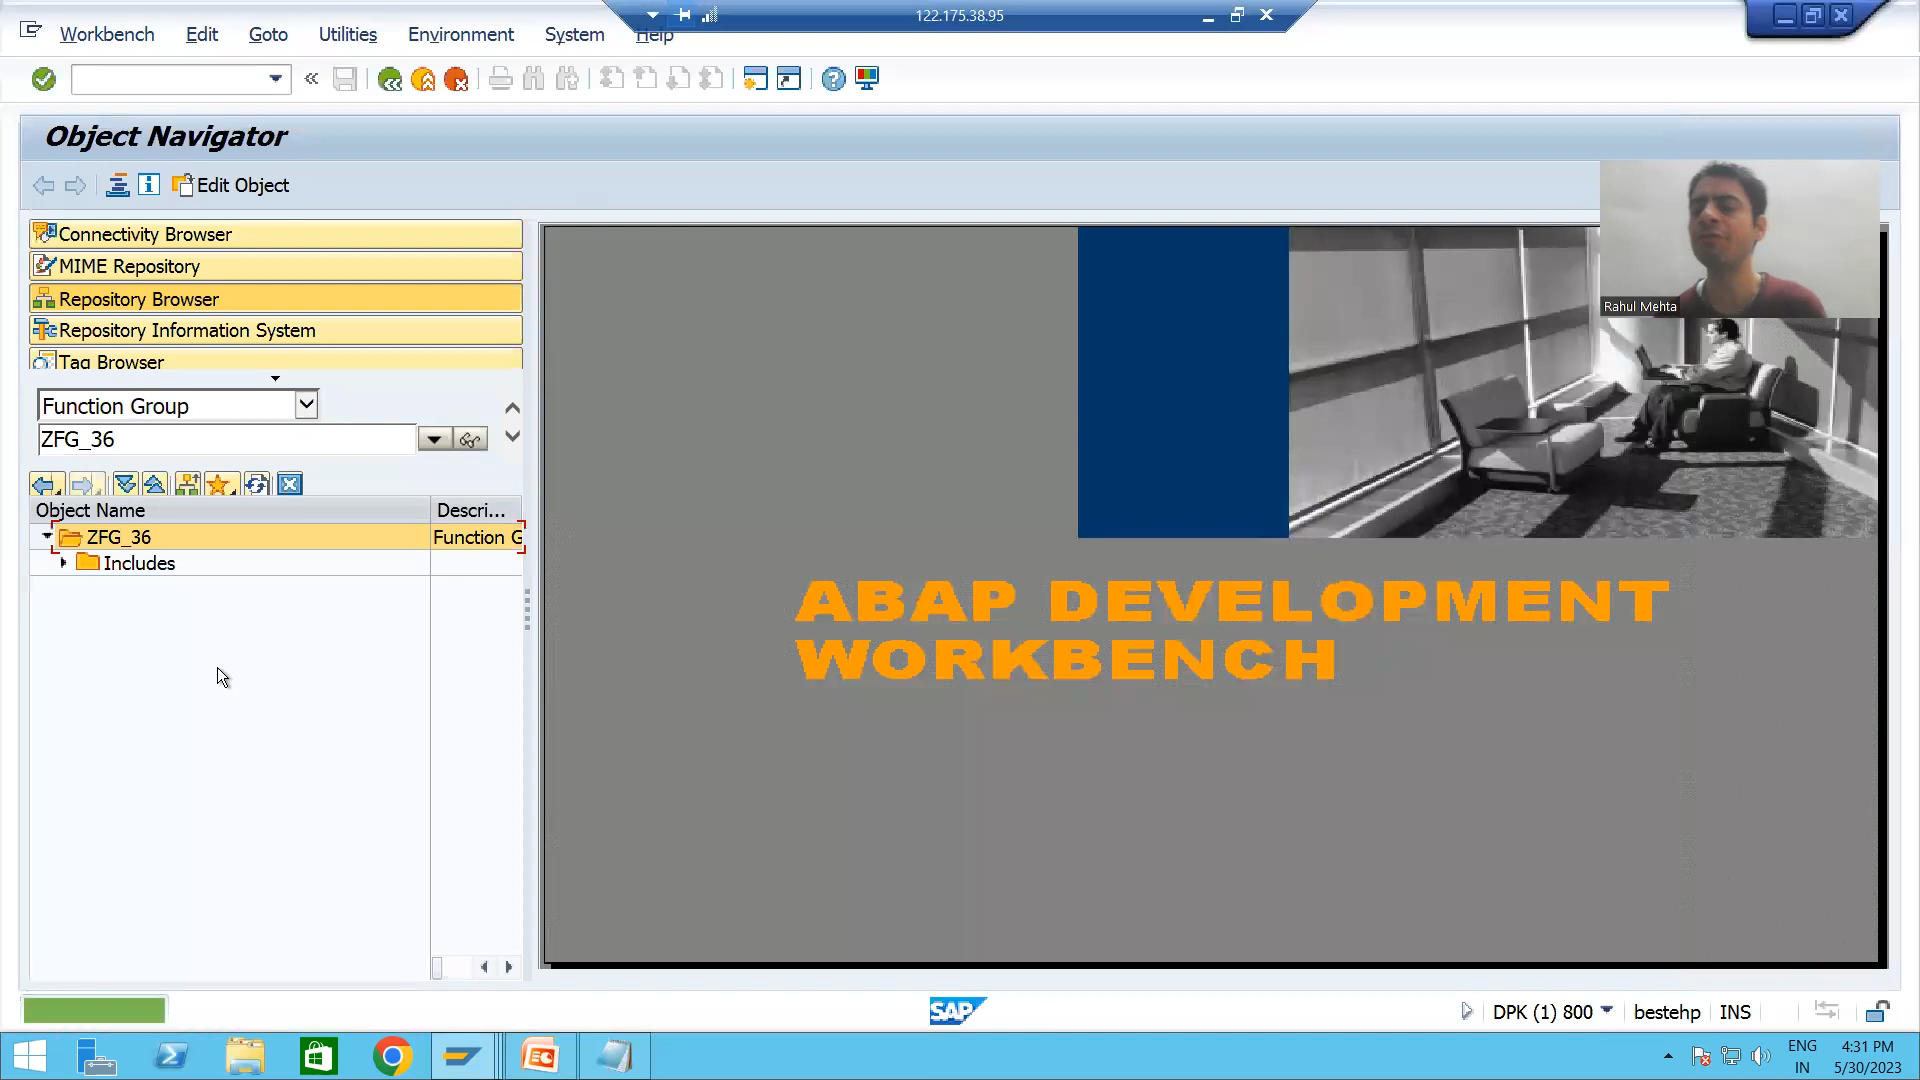 122.175.38.95
Workbench Edit Goto Utilities Environment System Help
Object Navigator
Edit Object
Connectivity Browser
MIME Repository
Repository Browser
Repository Information System
Tag Browser
Function Group
ZFG_36
Object Name Descri...
ZFG_36 Function G
Includes
Rahul Mehta
ABAP DEVELOPMENT
WORKBENCH
SAP
DPK (1) 800 bestehp INS
ENG
IN
4:31 PM
5/30/2023